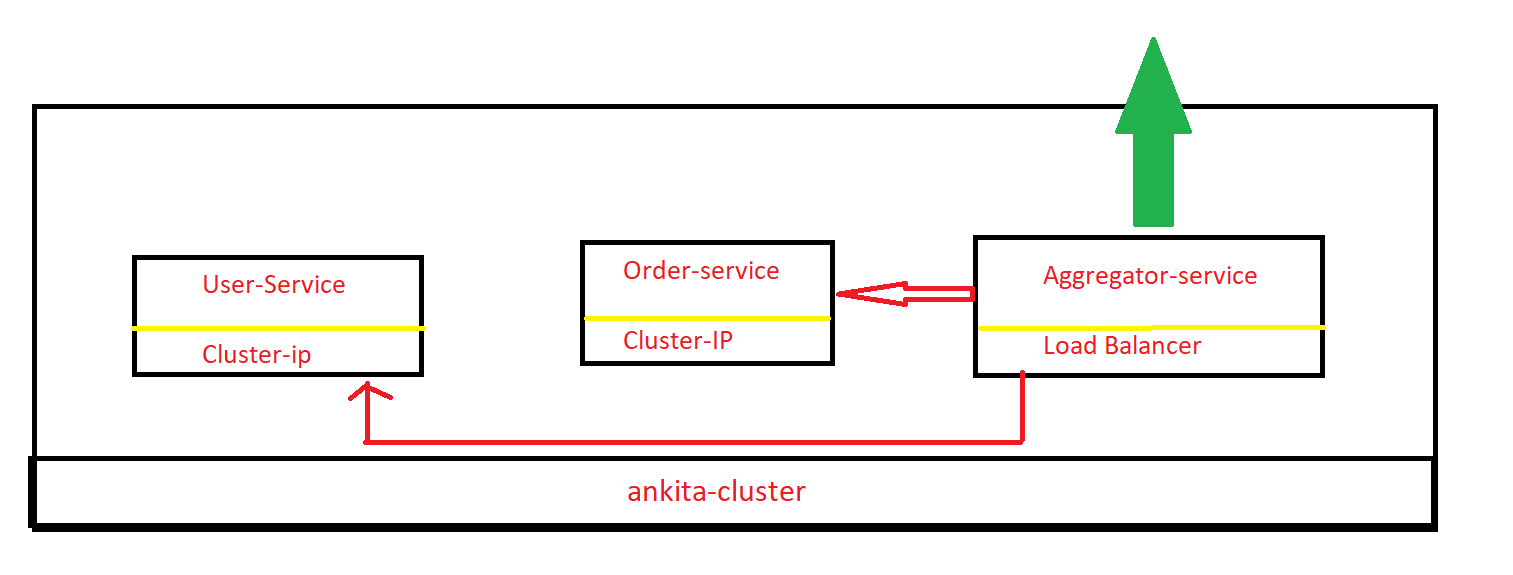 User-Service
Cluster-ip
Order-service
Cluster-IP
Aggregator-service
Load Balancer
ankita-cluster